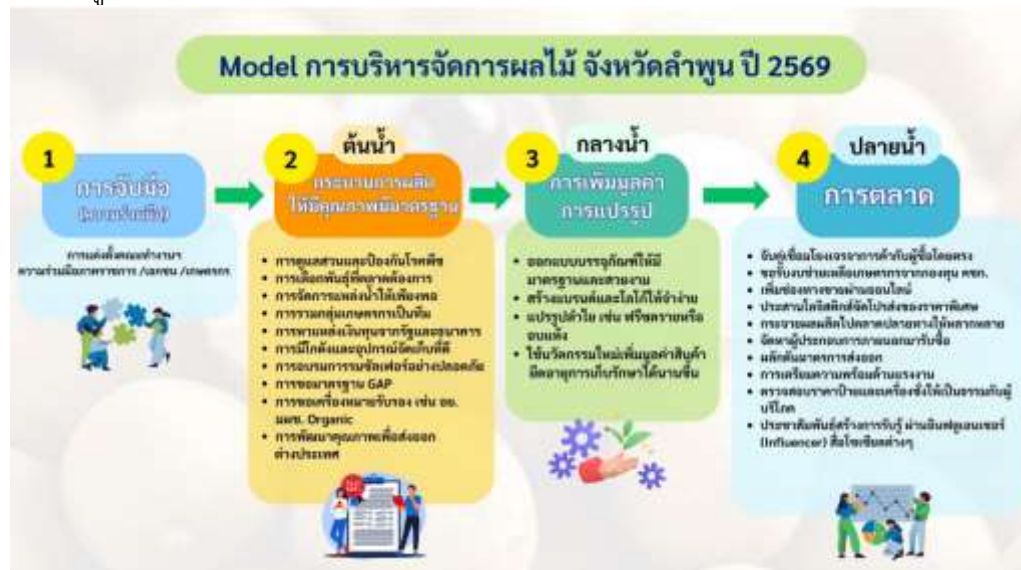 Model การบริหารจัดการผลไม้ จังหวัดลำพูน ปี 2569
1
การจับมือ
(ความร่วมมือ)
การแต่งตั้งคณะทำงานฯ
ความร่วมมือภาคราชการ /เอกชน /เกษตรกร
2
ต้นน้ำ
กระบวนการผลิต
ให้มีคุณภาพมีมาตรฐาน
• การดูแลสวนและป้องกันโรคพืช
• การเลือกพันธุ์ที่ตลาดต้องการ
• การจัดการแหล่งน้ำให้เพียงพอ
• การรวมกลุ่มเกษตรกรเป็นทีม
• การหาแหล่งเงินทุนจากรัฐและธนาคาร
• การมีโกดังและอุปกรณ์จัดเก็บที่ดี
• การอบรมการรมซัลเฟอร์อย่างปลอดภัย
• การขอมาตรฐาน GAP
• การขอเครื่องหมายรับรอง เช่น อย.
มผช. Organic
• การพัฒนาคุณภาพเพื่อส่งออก
ต่างประเทศ
3
กลางน้ำ
การเพิ่มมูลค่า
การแปรรูป
• ออกแบบบรรจุภัณฑ์ให้มี
มาตรฐานและสวยงาม
• สร้างแบรนด์และโลโก้ให้จำง่าย
• แปรรูปลำไย เช่น ฟรีซดรายหรือ
อบแห้ง
• ใช้นวัตกรรมใหม่เพิ่มมูลค่าสินค้า
ยืดอายุการเก็บรักษาได้นานขึ้น
4
ปลายน้ำ
การตลาด
• จับคู่เชื่อมโยงเจรจาการค้ากับผู้ซื้อโดยตรง
• ขอรับงบช่วยเหลือเกษตรกรจากกองทุน คชก.
• เพิ่มช่องทางขายผ่านออนไลน์
• ประสานโลจิสติกส์จัดโปรส่งของราคาพิเศษ
• กระจายผลผลิตไปตลาดปลายทางให้หลากหลาย
• จัดหาผู้ประกอบการภายนอกมารับซื้อ
• ผลักดันมาตรการส่งออก
• การเตรียมความพร้อมด้านแรงงาน
• ตรวจสอบราคาป้ายและเครื่องชั่งให้เป็นธรรมกับผู้
บริโภค
• ประชาสัมพันธ์สร้างการรับรู้ ผ่านอินฟลูเอนเซอร์
(Influencer) สื่อโซเชียลต่างๆ